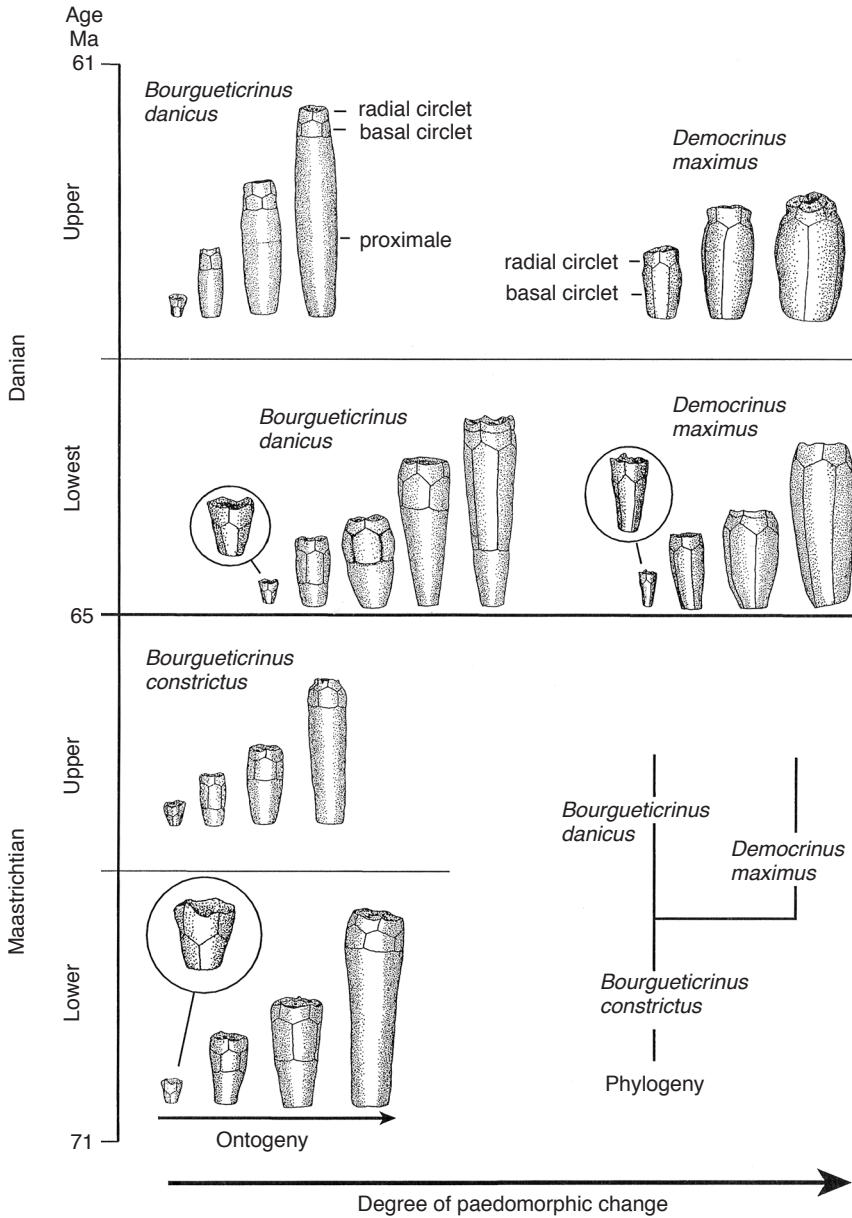 Age
Ma
61
Bourgueticrinus
danicus
radial circlet
basal circlet
proximale
Democrinus
maximus
radial circlet
basal circlet
Upper
Danian
Bourgueticrinus
danicus
Democrinus
maximus
Lowest
65
Bourgueticrinus
constrictus
Upper
Maastrichtian
Bourgueticrinus
danicus
Democrinus
maximus
Bourgueticrinus
constrictus
Phylogeny
Lower
Ontogeny
71
Degree of paedomorphic change